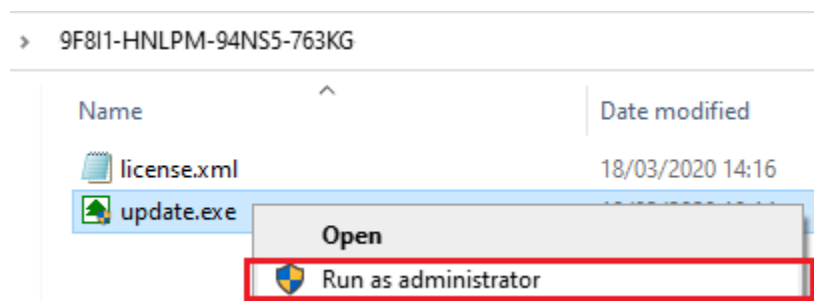 9F8I1-HNLPM-94NS5-763KG
Name Date modified
license.xml 18/03/2020 14:16
update.exe
Open
Run as administrator